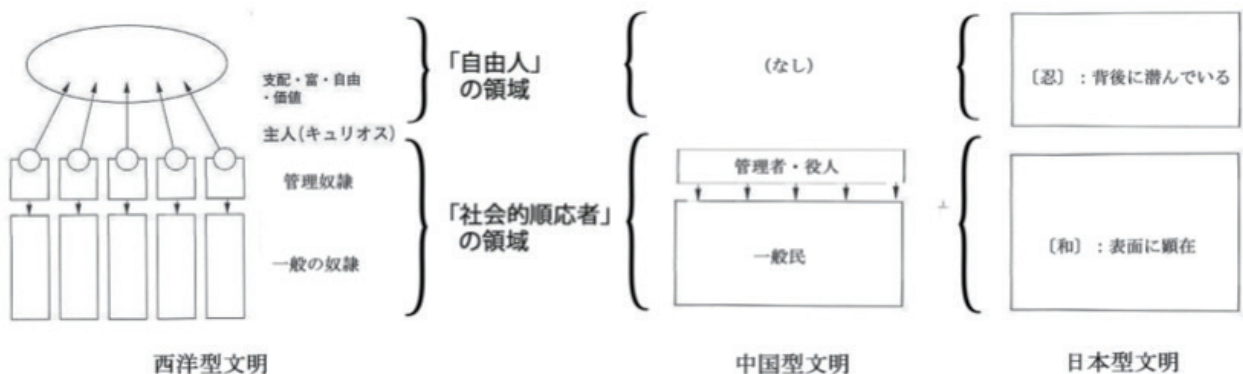 支配・富・自由
・価値
主人(キュリオス)
管理奴隷
一般の奴隷
西洋型文明
「自由人」
の領域
「社会的順応者」
の領域
(なし)
管理者・役人
一般民
中国型文明
〔忍〕:背後に潜んでいる
〔和〕:表面に顕在
日本型文明